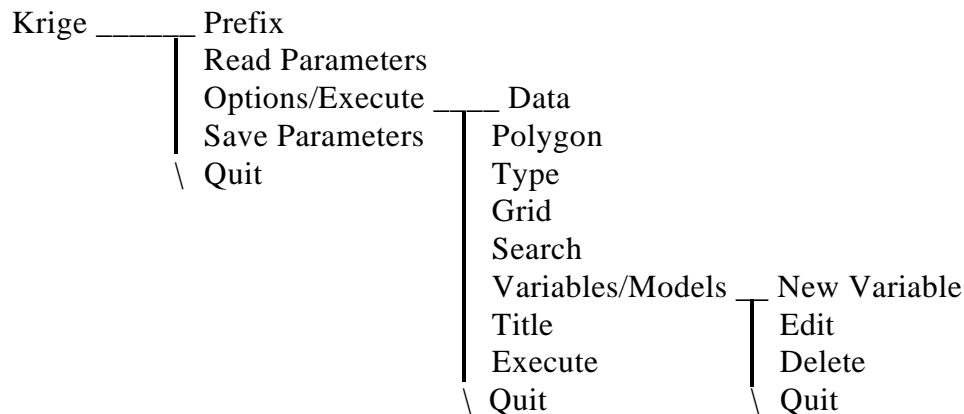 Krige ______ Prefix
Read Parameters
Options/Execute ____ Data
Save Parameters Polygon
\ Quit Type
Grid
Search
Variables/Models __ New Variable
Title Edit
Execute Delete
\ Quit \ Quit